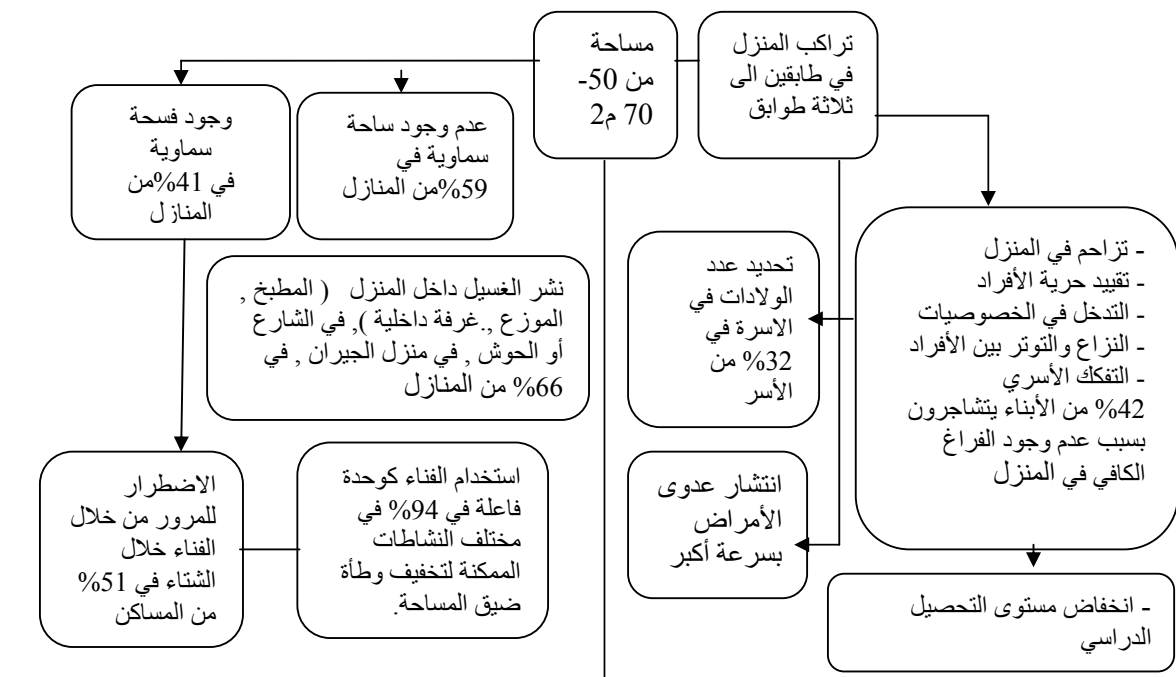 تراكب المنزل
في طابقين الى
ثلاثة طوابق
مساحة
من 50-
70 م2
عدم وجود ساحة
سماوية في
59%من المنازل
وجود فسحة
سماوية
في 41%من
المنازل
- تزاحم في المنزل
- تقييد حرية الأفراد
- التدخل في الخصوصيات
- النزاع والتوتر بين الأفراد
- التفكك الأسري
42% من الأبناء يتشاجرون
بسبب عدم وجود الفراغ
الكافي في المنزل
تحديد عدد
الولادات في
الاسرة في
32% من
الأسر
نشر الغسيل داخل المنزل ( المطبخ ,
الموزع ,.غرفة داخلية ), في الشارع
أو الحوش , في منزل الجيران , في
66% من المنازل
انتشار عدوى
الأمراض
بسرعة أكبر
استخدام الفناء كوحدة
فاعلة في 94% في
مختلف النشاطات
الممكنة لتخفيف وطأة
ضيق المساحة.
الاضطرار
للمرور من خلال
الفناء خلال
الشتاء في 51%
من المساكن
- انخفاض مستوى التحصيل
الدراسي